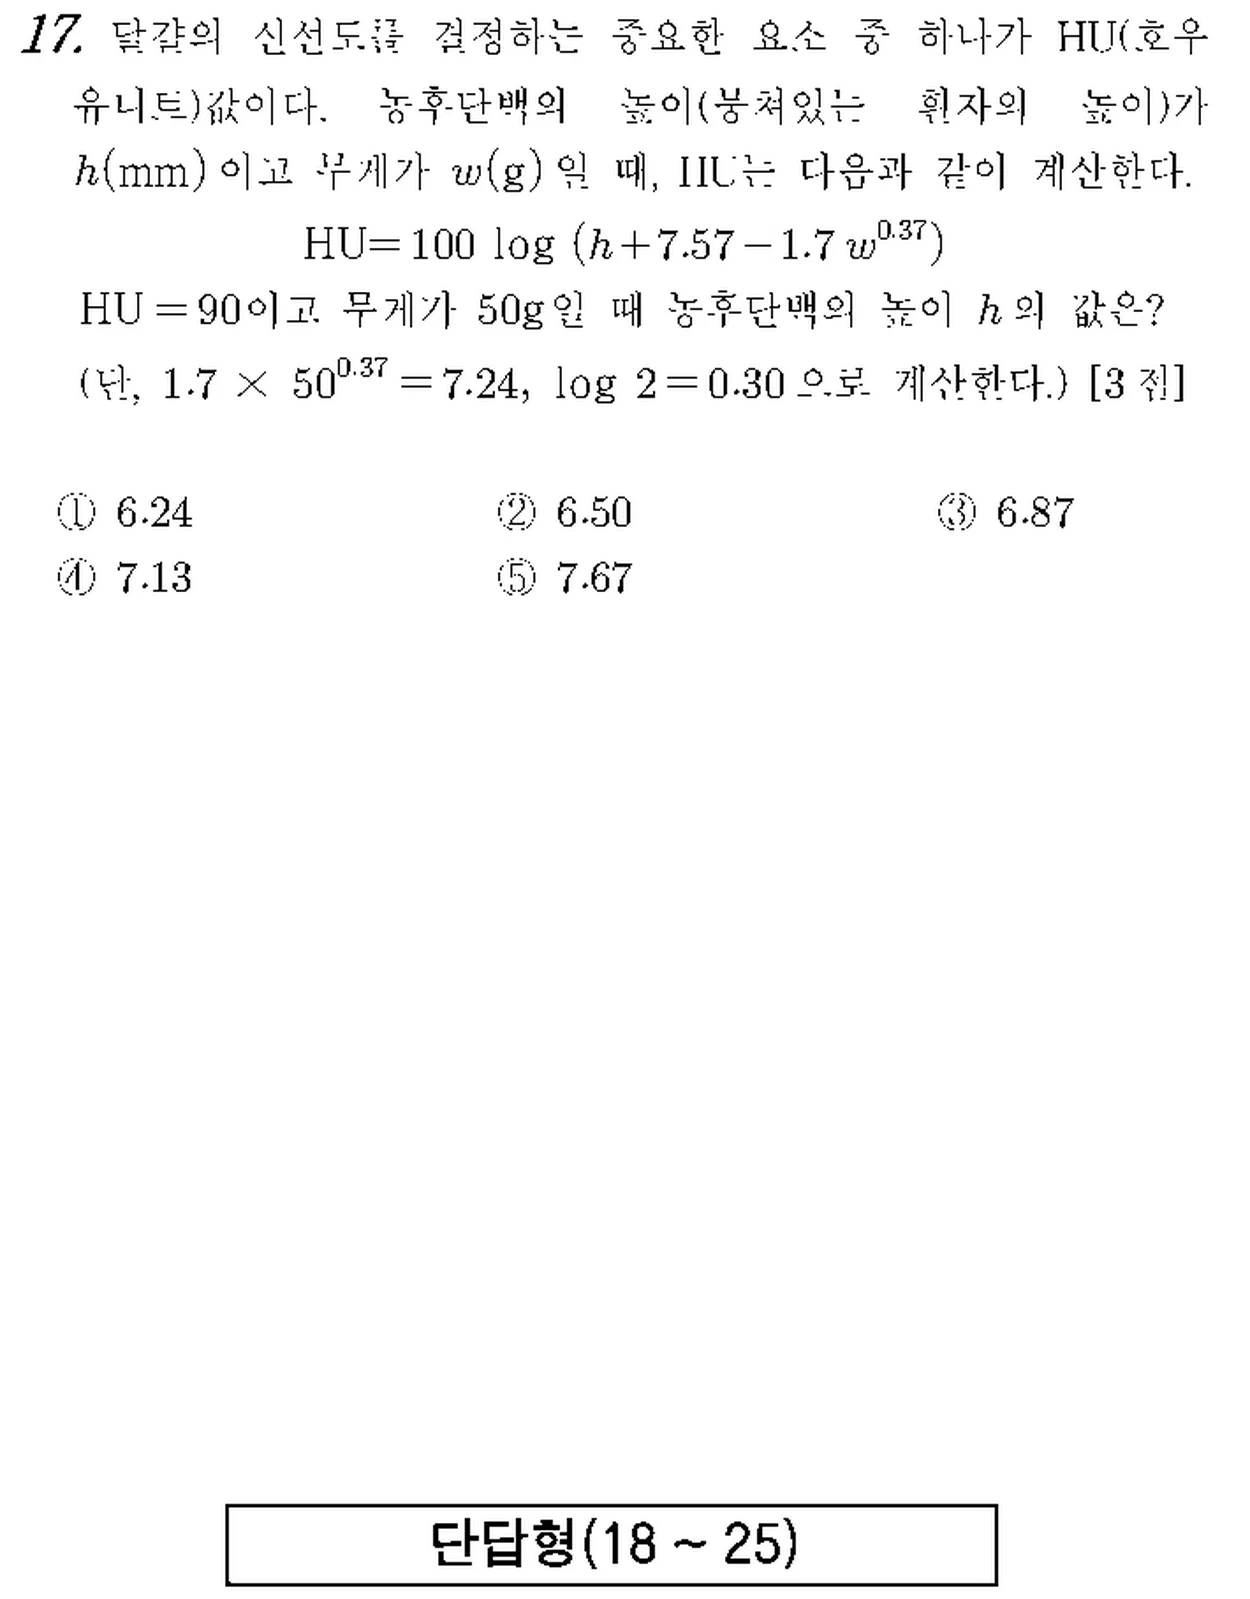 17. 달걀의 신선도를 결정하는 중요한 요소 중 하나가 HU(호우
유니트)값이다. 농후단백의 높이(뭉쳐있는 흰자의 높이)가
h(mm)이고 무게가 w(g)일 때, HU는 다음과 같이 계산한다.
HU=100 log (h+7.57-1.7 w^0.37)
HU=90이고 무게가 50g일 때 농후단백의 높이 h의 값은?
(단, 1.7 × 50^0.37=7.24, log 2=0.30으로 계산한다.) [3점]
① 6.24 ② 6.50 ③ 6.87
④ 7.13 ⑤ 7.67
단답형(18 ~ 25)